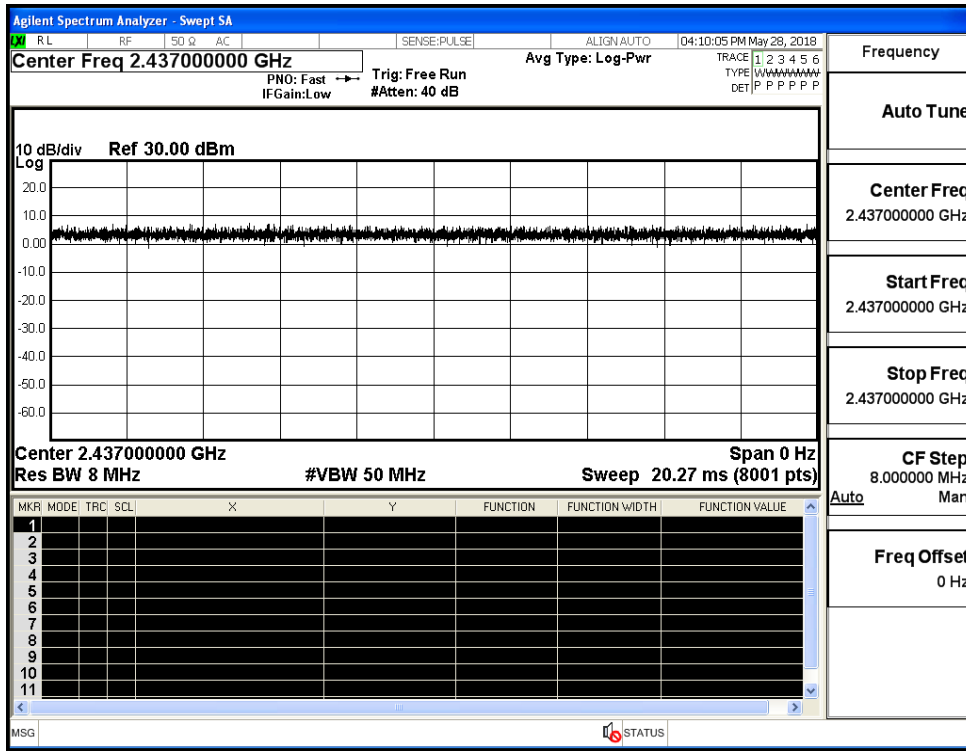 Agilent Spectrum Analyzer - Swept SA
LXI RL RF 50 Ω AC SENSE:PULSE ALIGN AUTO 04:10:05 PM May 28, 2018
Center Freq 2.437000000 GHz
Avg Type: Log-Pwr
TRACE 1 2 3 4 5 6
TYPE
DET P P P P P P
PNO: Fast
IFGain:Low
Trig: Free Run
#Atten: 40 dB
10 dB/div Ref 30.00 dBm
Log
20.0
10.0
0.00
-10.0
-20.0
-30.0
-40.0
-50.0
-60.0
Center 2.437000000 GHz Span 0 Hz
Res BW 8 MHz #VBW 50 MHz Sweep 20.27 ms (8001 pts)
MKR MODE TRC SCL X Y FUNCTION FUNCTION WIDTH FUNCTION VALUE
1
2
3
4
5
6
7
8
9
10
11
MSG STATUS
Frequency
Auto Tune
Center Freq
2.437000000 GHz
Start Freq
2.437000000 GHz
Stop Freq
2.437000000 GHz
CF Step
8.000000 MHz
Auto Man
Freq Offset
0 Hz